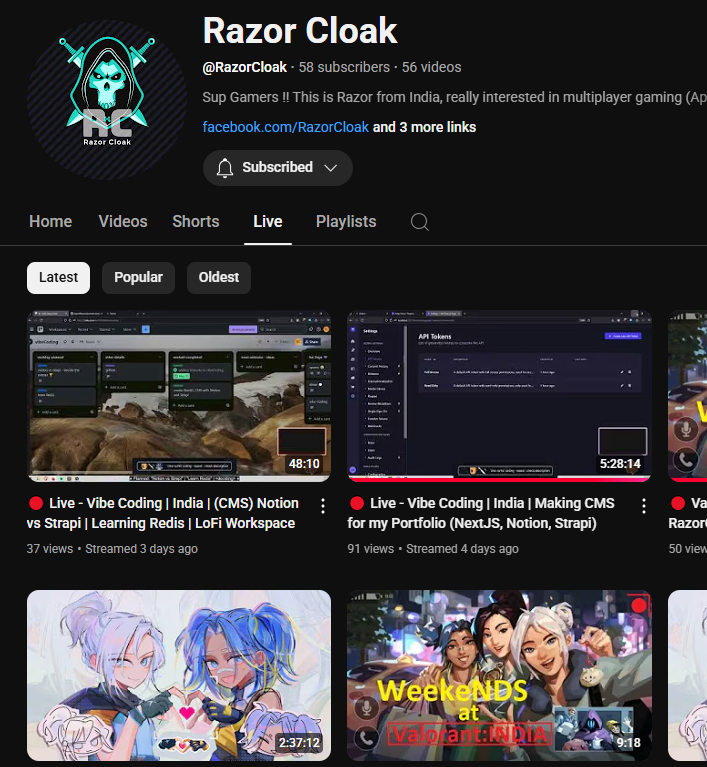 Razor Cloak
@RazorCloak · 58 subscribers · 56 videos
Sup Gamers !! This is Razor from India, really interested in multiplayer gaming (Ap
facebook.com/RazorCloak and 3 more links
Subscribed
RC
Razor Cloak
Home Videos Shorts Live Playlists
Latest Popular Oldest
48:10
Settings
API Tokens
5:28:14
Live - Vibe Coding | India | (CMS) Notion
vs Strapi | Learning Redis | LoFi Workspace
37 views · Streamed 3 days ago
Live - Vibe Coding | India | Making CMS
for my Portfolio (NextJS, Notion, Strapi)
91 views · Streamed 4 days ago
Va
Razor
50 view
2:37:12
WeekeNDS
at
Valorant:INDIA
9:18